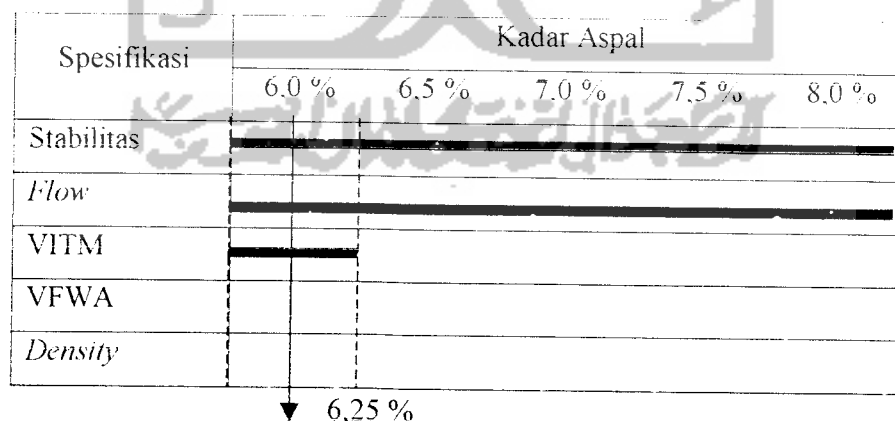 Spesifikasi
Kadar Aspal
6,0 % 6,5 % 7,0 % 7,5 % 8,0 %
Stabilitas
Flow
VITM
VFWA
Density
6,25 %